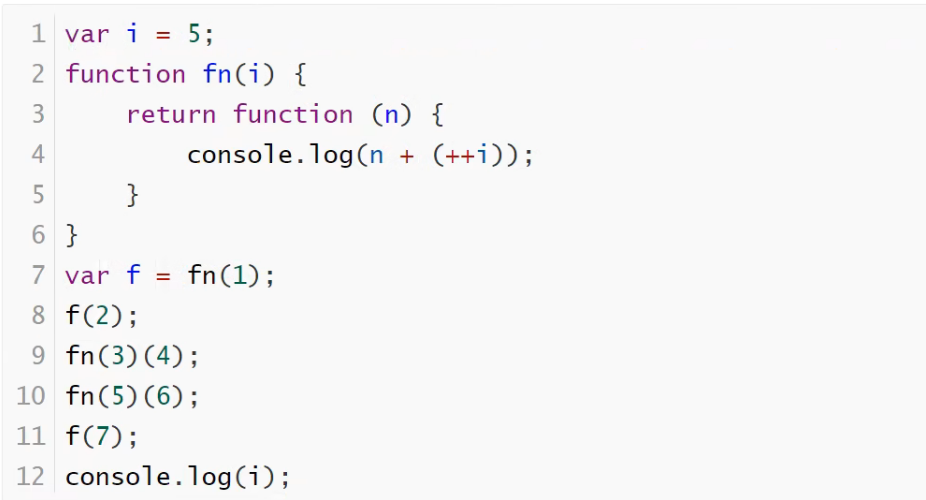 1 var i = 5;
2 function fn(i) {
3     return function (n) {
4         console.log(n + (++i));
5     }
6 }
7 var f = fn(1);
8 f(2);
9 fn(3)(4);
10 fn(5)(6);
11 f(7);
12 console.log(i);